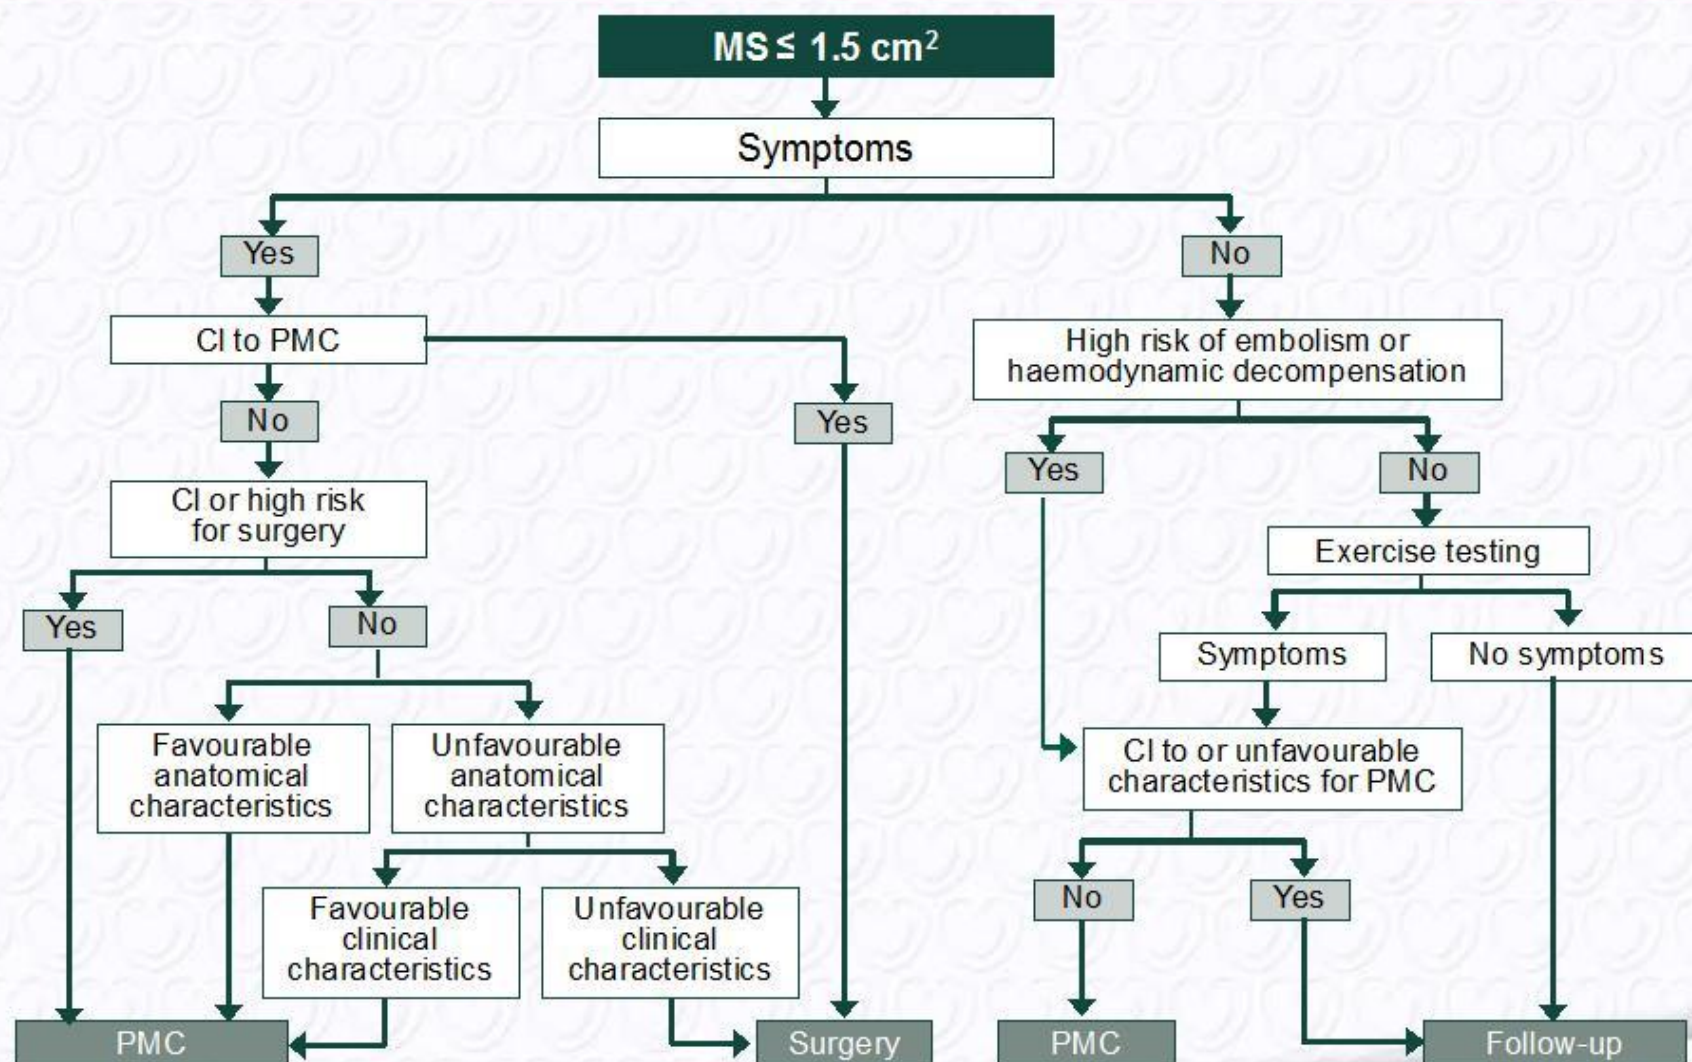 MS ≤ 1.5 cm²
Symptoms
Yes
No
CI to PMC
High risk of embolism or
haemodynamic decompensation
No
Yes
Yes
No
CI or high risk
for surgery
Exercise testing
Yes
No
Symptoms
No symptoms
Favourable
anatomical
characteristics
Unfavourable
anatomical
characteristics
CI to or unfavourable
characteristics for PMC
Favourable
clinical
characteristics
Unfavourable
clinical
characteristics
No
Yes
PMC
Surgery
PMC
Follow-up